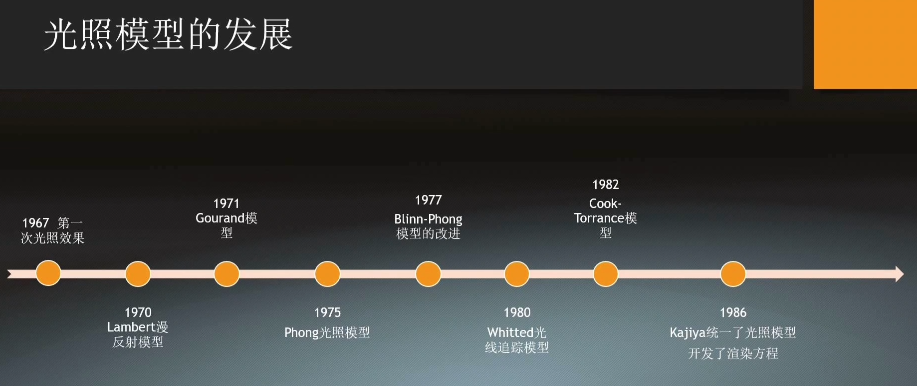 光照模型的发展
1967 第一
次光照效果
1970
Lambert漫
反射模型
1971
Gourand模
型
1975
Phong光照模型
1977
Blinn-Phong
模型的改进
1980
Whitted光
线追踪模型
1982
Cook-
Torrance模
型
1986
Kajiya统一了光照模型
开发了渲染方程